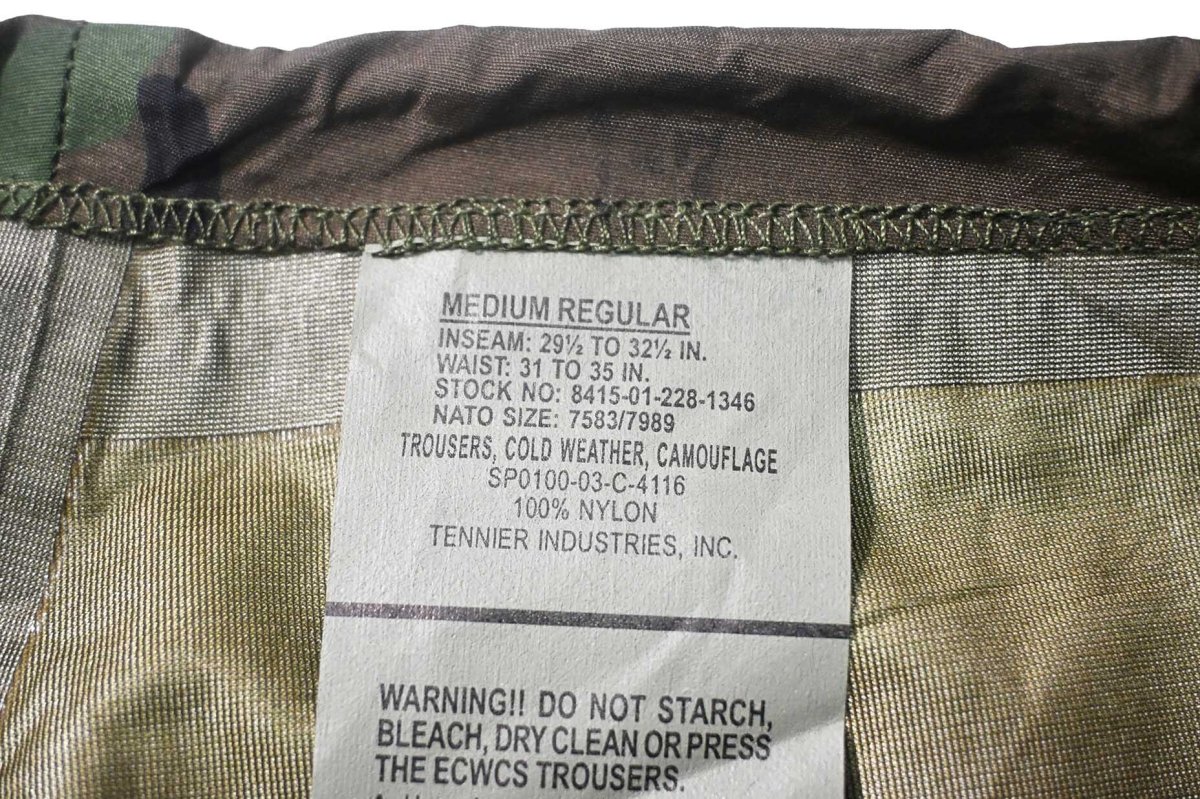 MEDIUM REGULAR
INSEAM: 29½ TO 32½ IN.
WAIST: 31 TO 35 IN.
STOCK NO: 8415-01-228-1346
NATO SIZE: 7583/7989
TROUSERS, COLD WEATHER, CAMOUFLAGE
SP0100-03-C-4116
100% NYLON
TENNIER INDUSTRIES, INC.
WARNING!! DO NOT STARCH,
BLEACH, DRY CLEAN OR PRESS
THE ECWCS TROUSERS.